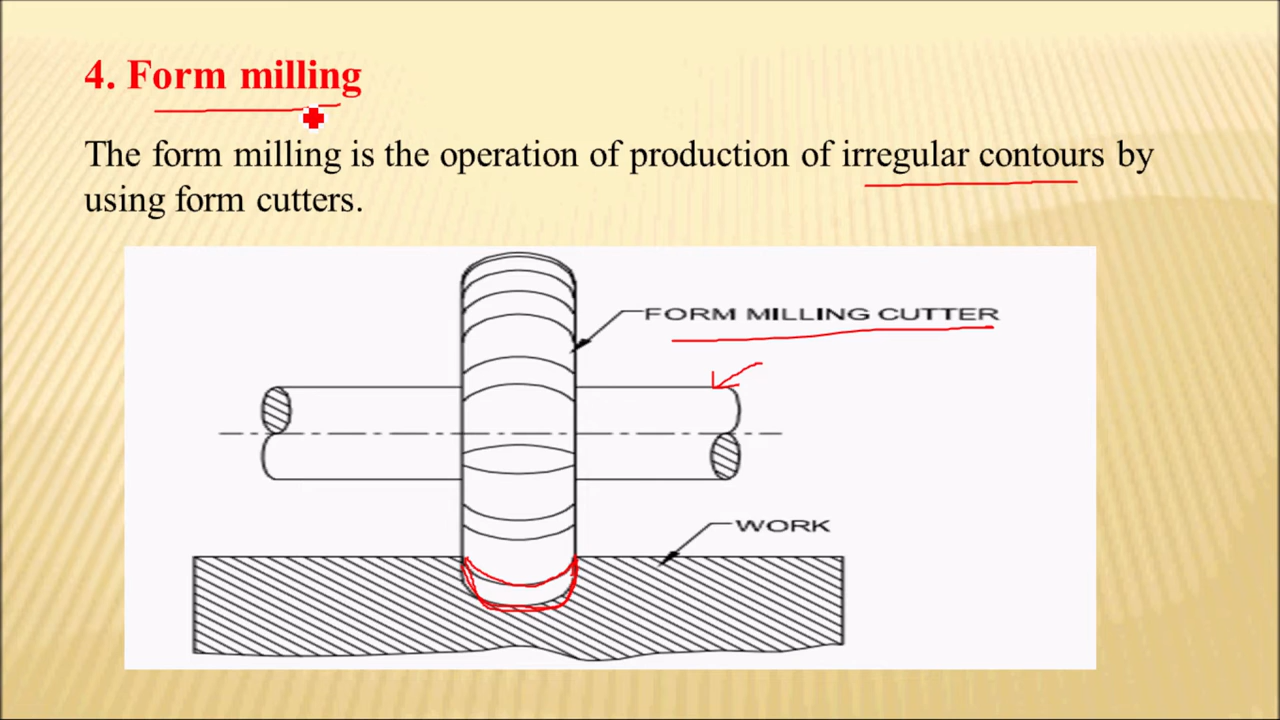 4. Form milling
The form milling is the operation of production of irregular contours by
using form cutters.
FORM MILLING CUTTER
WORK